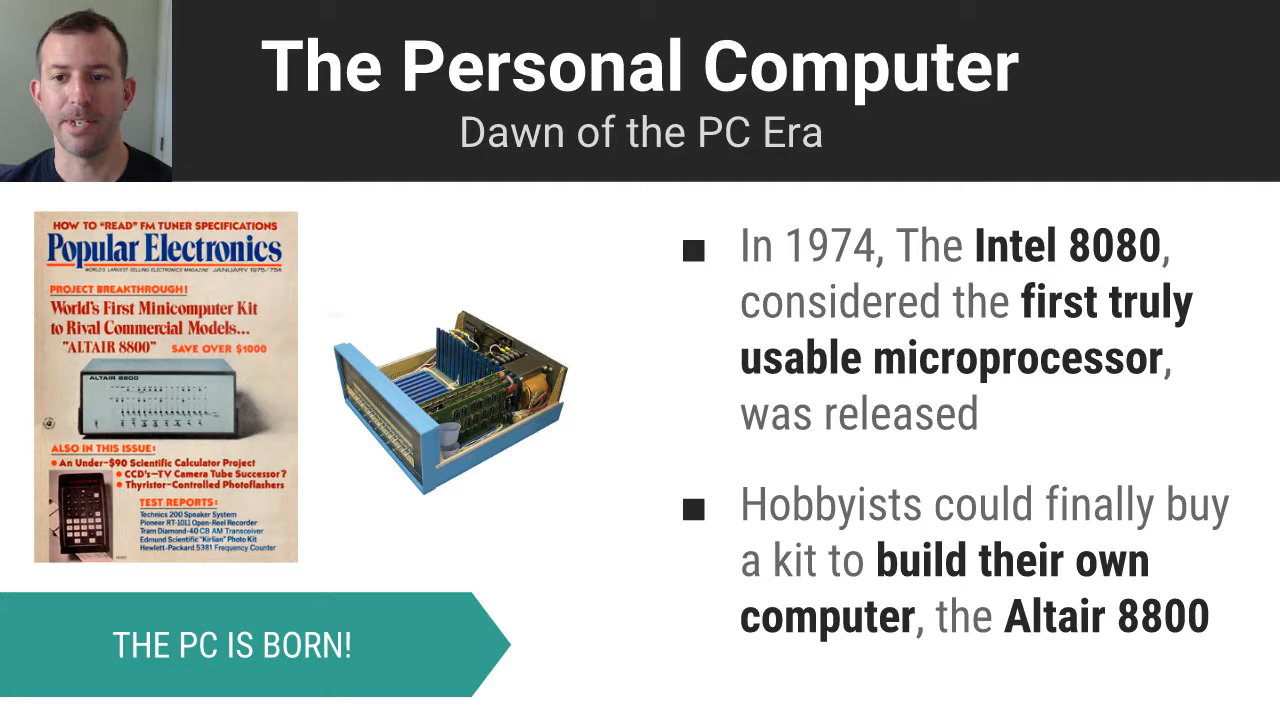 The Personal Computer
Dawn of the PC Era
HOW TO "READ" FM TUNER SPECIFICATIONS
Popular Electronics
WORLD'S LARGEST-SELLING ELECTRONICS MAGAZINE JANUARY 1975/75¢
PROJECT BREAKTHROUGH!
World's First Minicomputer Kit
to Rival Commercial Models...
"ALTAIR 8800" SAVE OVER $1000
ALTAIR 8800
ALSO IN THIS ISSUE:
• An Under-$90 Scientific Calculator Project
• CCD's-TV Camera Tube Successor?
• Thyristor-Controlled Photoflashers
TEST REPORTS:
Technics 200 Speaker System
Pioneer RT-1011 Open-Reel Recorder
Tram Diamond-40 CB AM Transceiver
Edmund Scientific "Kirlian" Photo Kit
Hewlett-Packard 5381 Frequency Counter
THE PC IS BORN!
■ In 1974, The Intel 8080,
considered the first truly
usable microprocessor,
was released
■ Hobbyists could finally buy
a kit to build their own
computer, the Altair 8800